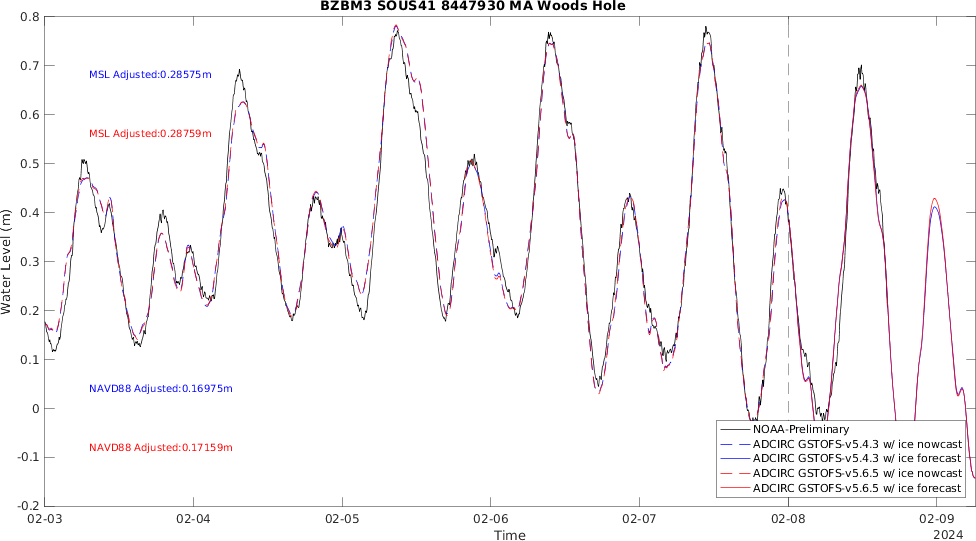 BZBM3 SOUS41 8447930 MA Woods Hole
0.8
0.7
0.6
0.5
0.4
0.3
0.2
0.1
0
-0.1
-0.2
Water Level (m)
MSL Adjusted:0.28575m
MSL Adjusted:0.28759m
NAVD88 Adjusted:0.16975m
NAVD88 Adjusted:0.17159m
NOAA-Preliminary
ADCIRC GSTOFS-v5.4.3 w/ ice nowcast
ADCIRC GSTOFS-v5.4.3 w/ ice forecast
ADCIRC GSTOFS-v5.6.5 w/ ice nowcast
ADCIRC GSTOFS-v5.6.5 w/ ice forecast
02-03 02-04 02-05 02-06 02-07 02-08 02-09
Time 2024